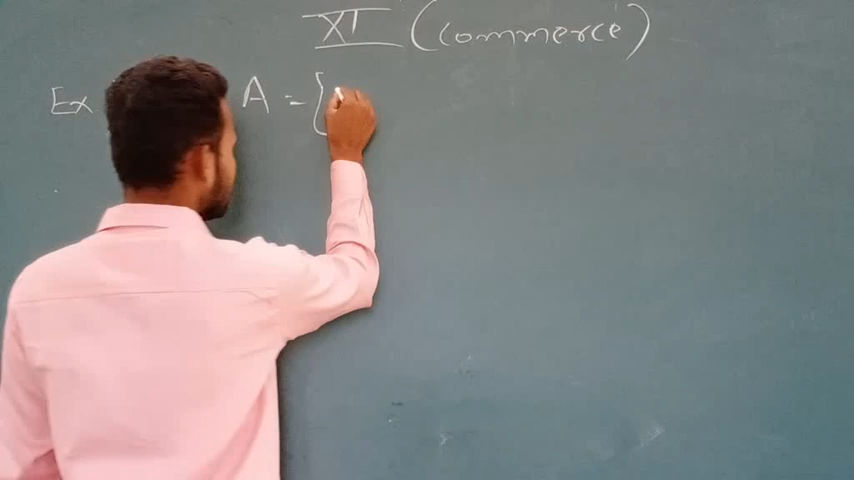 XI (Commerce)
Ex A = [